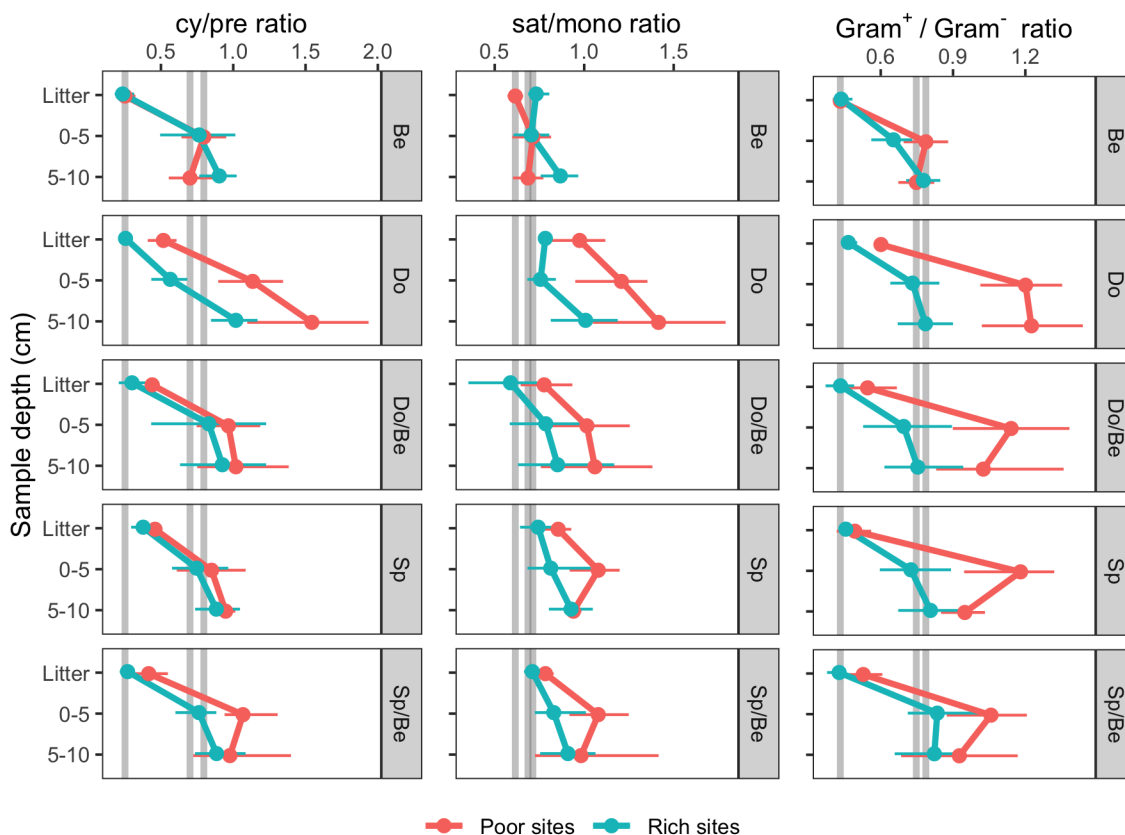 cy/pre ratio sat/mono ratio Gram⁺ / Gram⁻ ratio
0.5 1.0 1.5 2.0 0.5 1.0 1.5 0.6 0.9 1.2
Sample depth (cm)
Litter
0-5
5-10
Be Be Be
Litter
0-5
5-10
Do Do Do
Litter
0-5
5-10
Do/Be Do/Be Do/Be
Litter
0-5
5-10
Sp Sp Sp
Litter
0-5
5-10
Sp/Be Sp/Be Sp/Be
Poor sites Rich sites